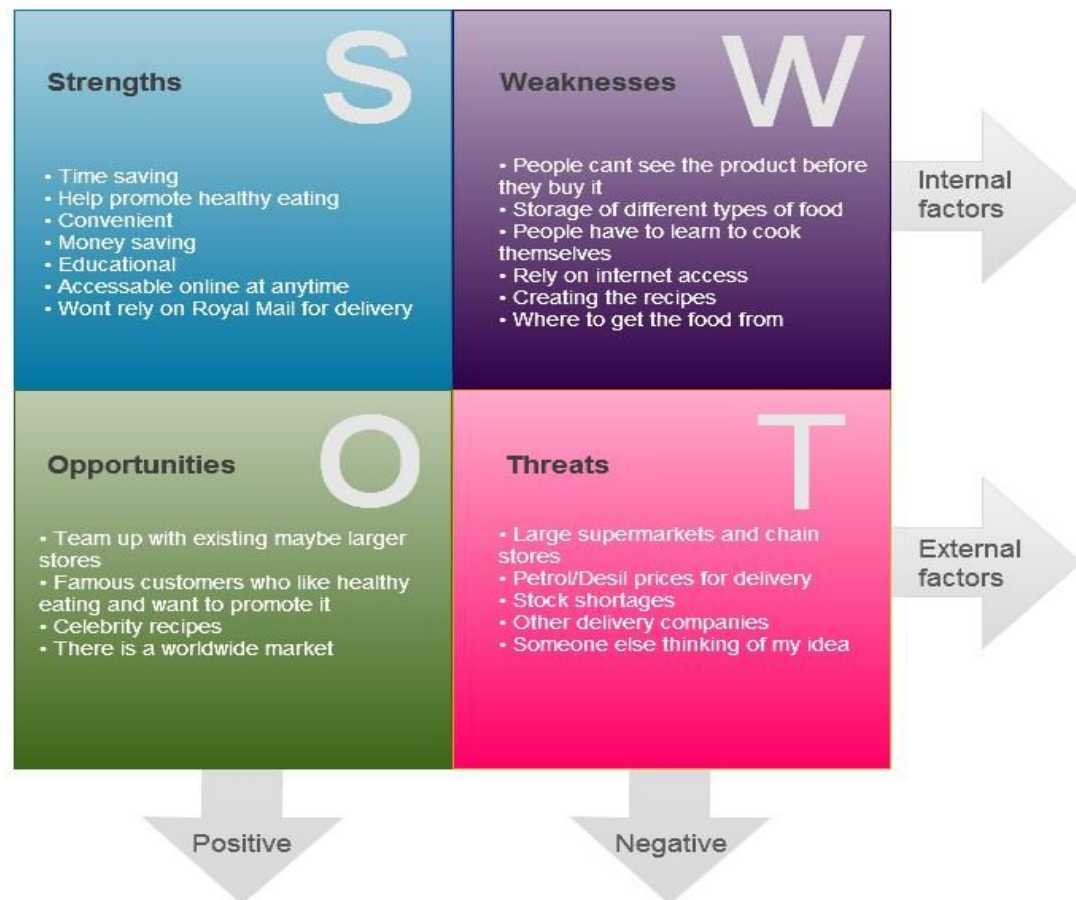 S
Strengths
• Time saving
• Help promote healthy eating
• Convenient
• Money saving
• Educational
• Accessable online at anytime
• Wont rely on Royal Mail for delivery
W
Weaknesses
• People cant see the product before
they buy it
• Storage of different types of food
• People have to learn to cook
themselves
• Rely on internet access
• Creating the recipes
• Where to get the food from
Internal
factors
O
Opportunities
• Team up with existing maybe larger
stores
• Famous customers who like healthy
eating and want to promote it
• Celebrity recipes
• There is a worldwide market
T
Threats
• Large supermarkets and chain
stores
• Petrol/Desil prices for delivery
• Stock shortages
• Other delivery companies
• Someone else thinking of my idea
External
factors
Positive
Negative